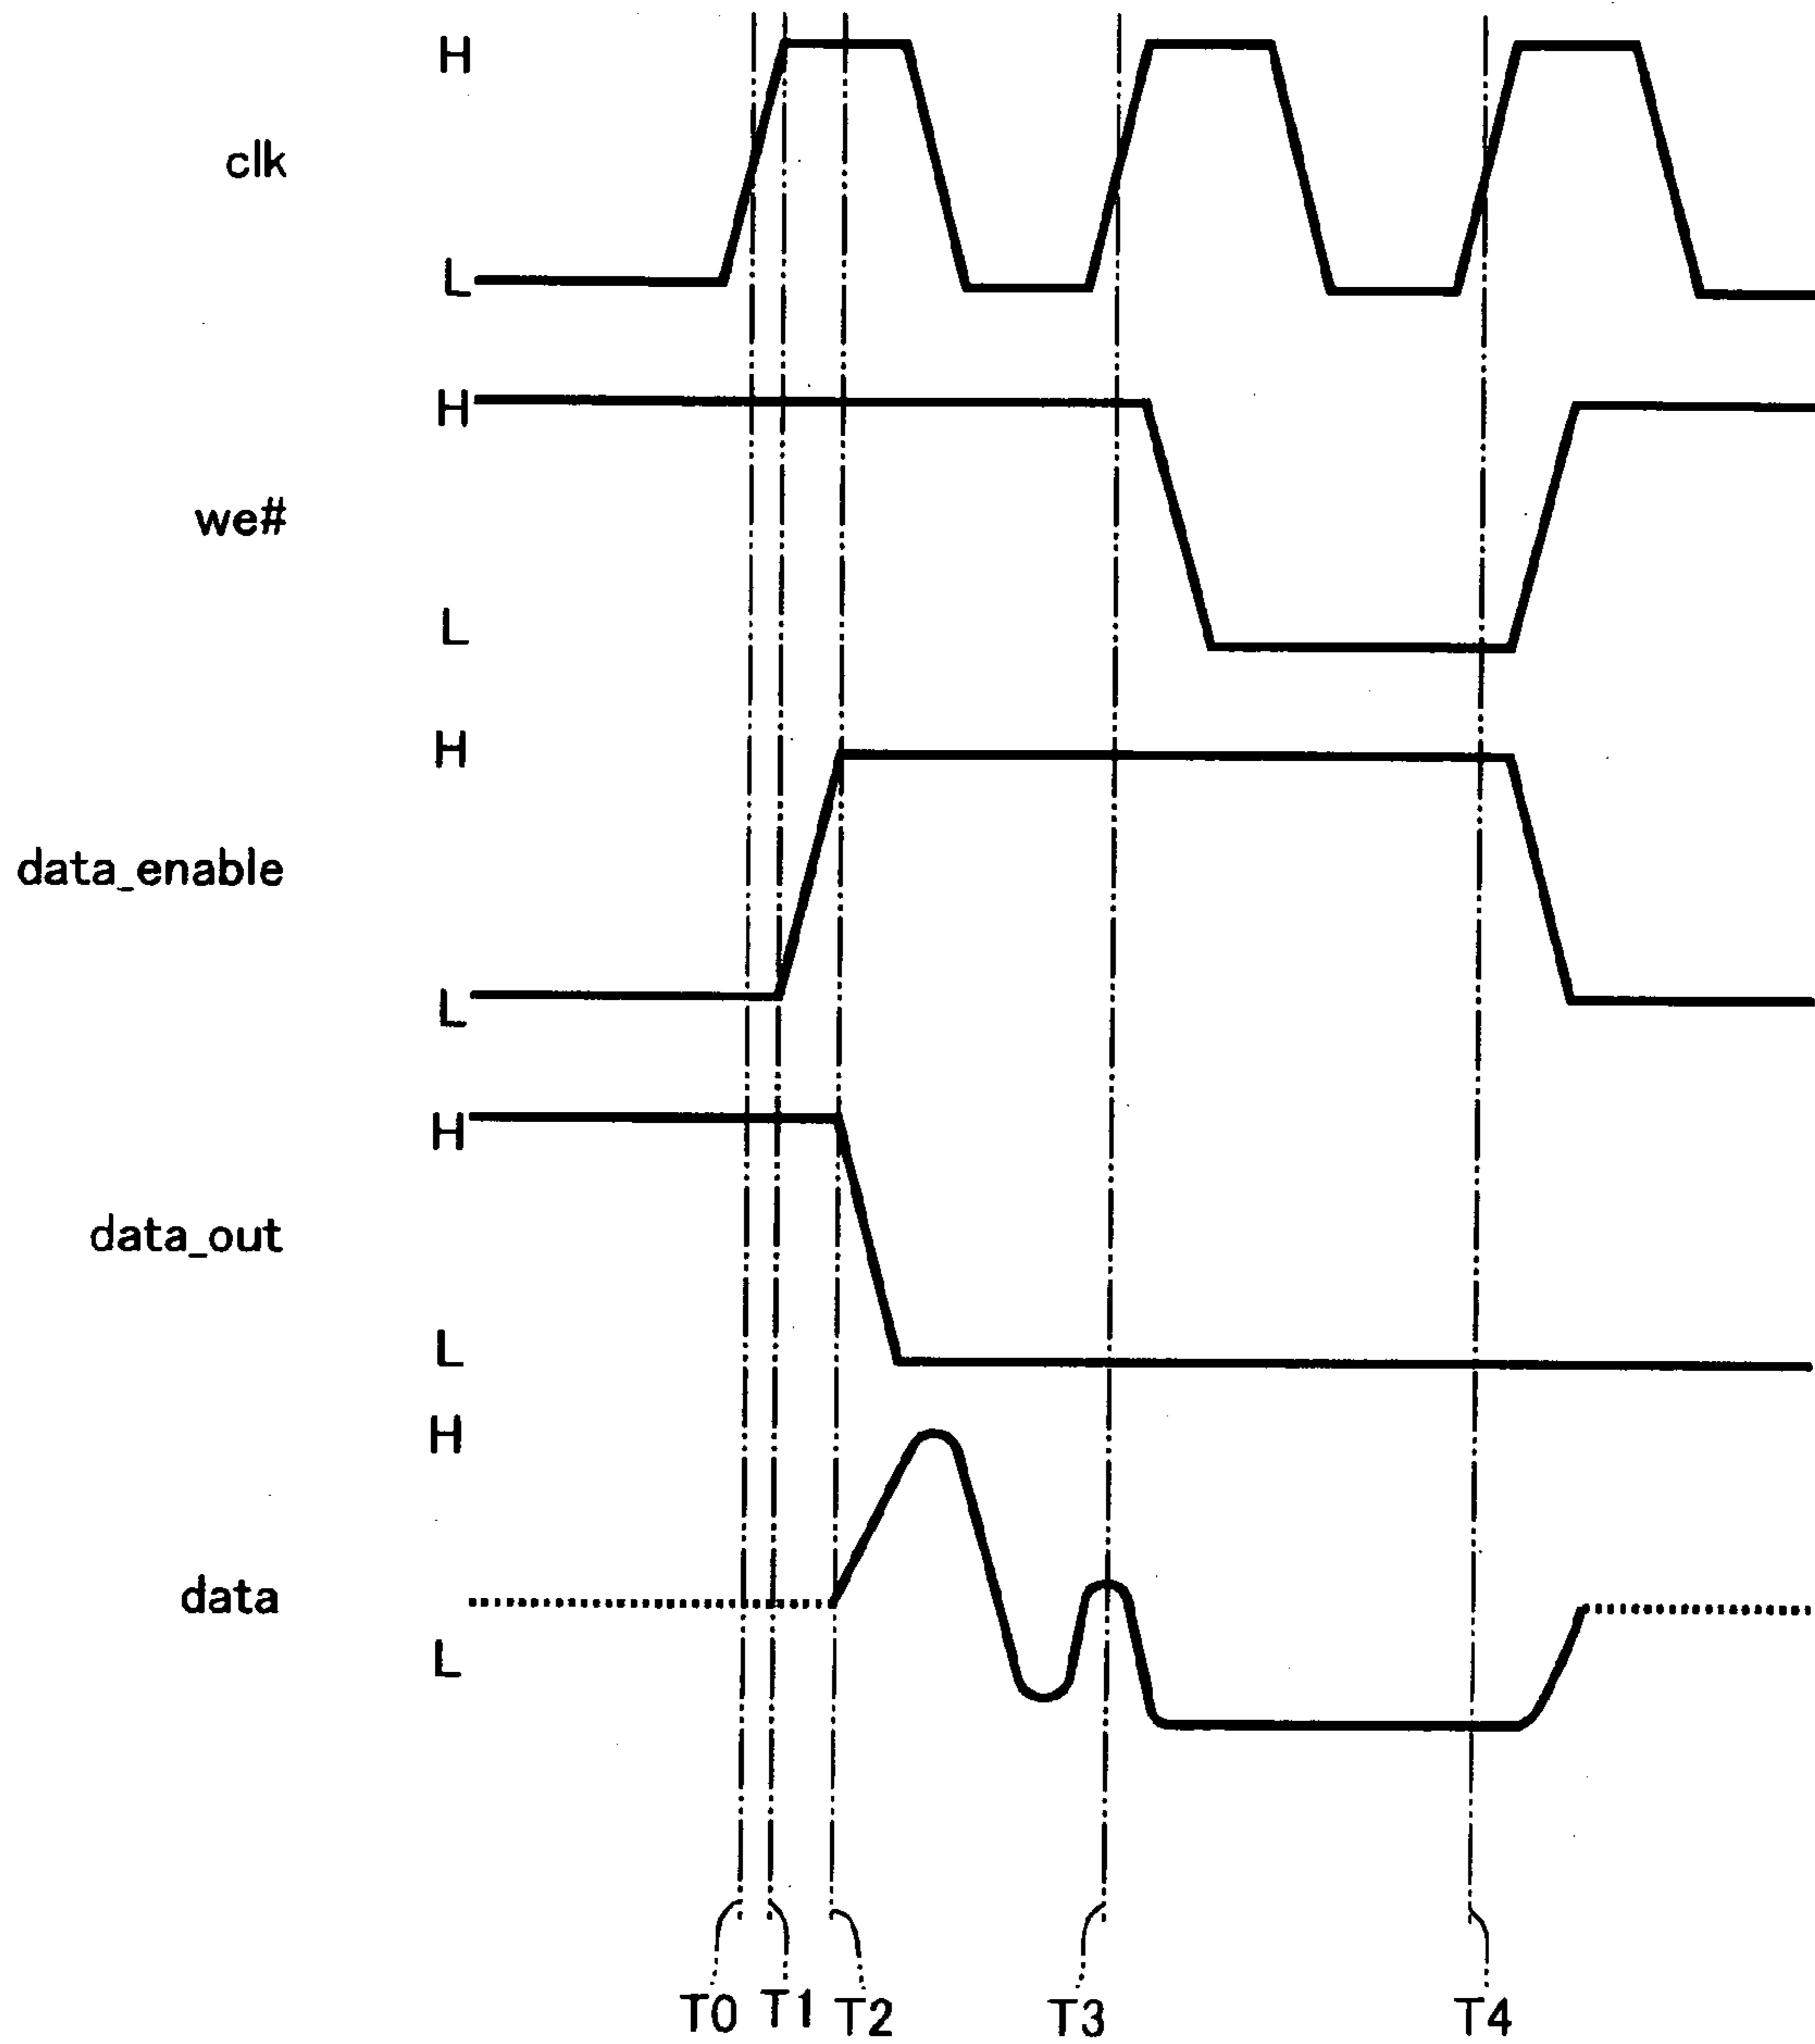 H
clk
L
H
we#
L
H
data_enable
L
H
data_out
L
H
data
L
T0 T1 T2 T3 T4